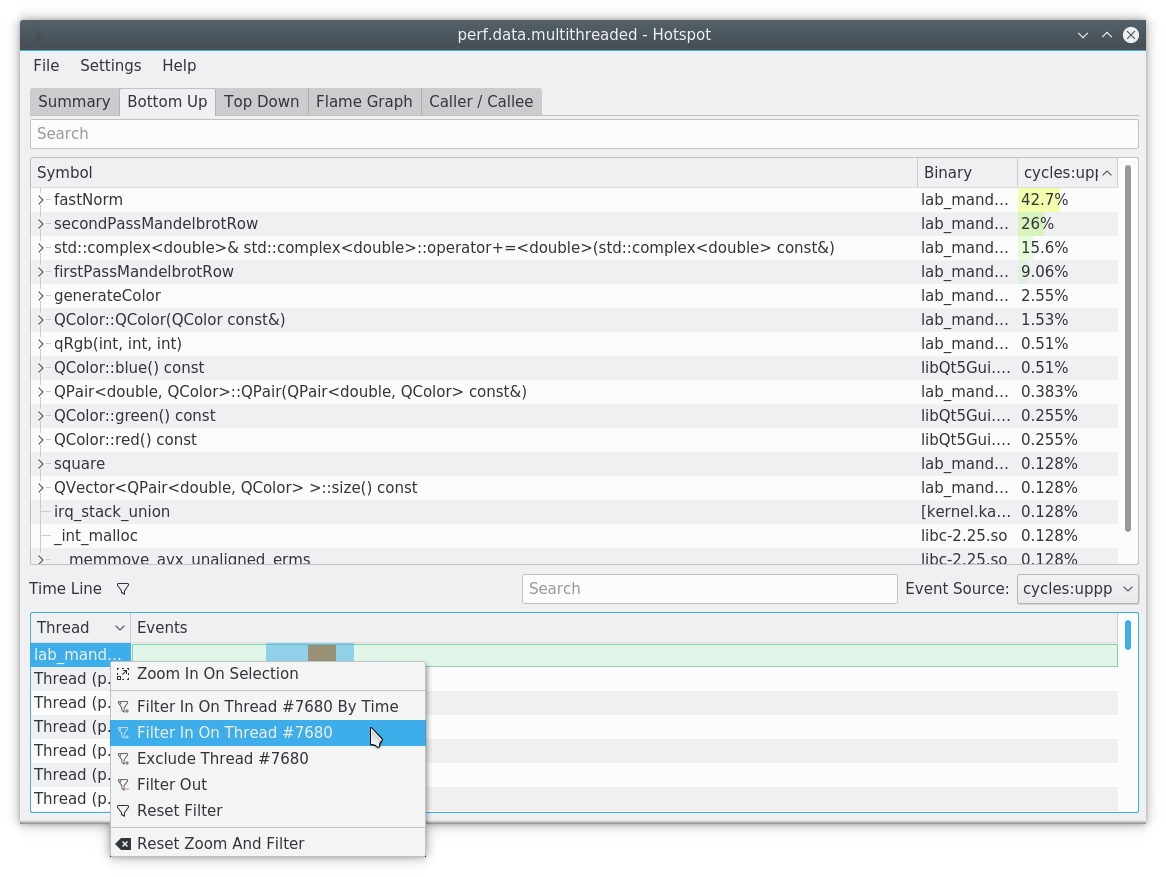 perf.data.multithreaded - Hotspot
File Settings Help
Summary Bottom Up Top Down Flame Graph Caller / Callee
Search
Symbol Binary cycles:upp
fastNorm lab_mand... 42.7%
secondPassMandelbrotRow lab_mand... 26%
std::complex<double>& std::complex<double>::operator+=<double>(std::complex<double> const&) lab_mand... 15.6%
firstPassMandelbrotRow lab_mand... 9.06%
generateColor lab_mand... 2.55%
QColor::QColor(QColor const&) lab_mand... 1.53%
qRgb(int, int, int) lab_mand... 0.51%
QColor::blue() const libQt5Gui.... 0.51%
QPair<double, QColor>::QPair(QPair<double, QColor> const&) lab_mand... 0.383%
QColor::green() const libQt5Gui.... 0.255%
QColor::red() const libQt5Gui.... 0.255%
square lab_mand... 0.128%
QVector<QPair<double, QColor> >::size() const lab_mand... 0.128%
irq_stack_union [kernel.ka... 0.128%
_int_malloc libc-2.25.so 0.128%
__memmove_avx_unaligned_erms libc-2.25.so 0.128%
Time Line Search Event Source: cycles:uppp
Thread Events
lab_mand...
Zoom In On Selection
Thread (p.
Thread (p.
Filter In On Thread #7680 By Time
Thread (p.
Filter In On Thread #7680
Thread (p.
Exclude Thread #7680
Thread (p.
Filter Out
Thread (p.
Reset Filter
Reset Zoom And Filter